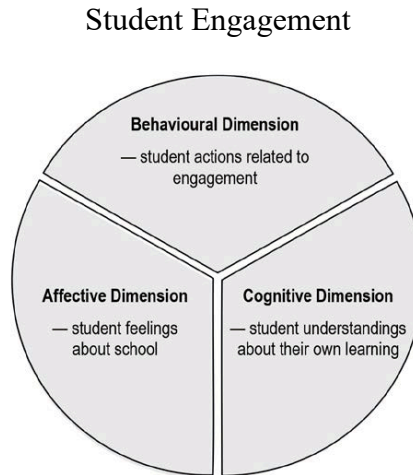 Student Engagement
Behavioural Dimension
— student actions related to
engagement
Affective Dimension
— student feelings
about school
Cognitive Dimension
— student understandings
about their own learning